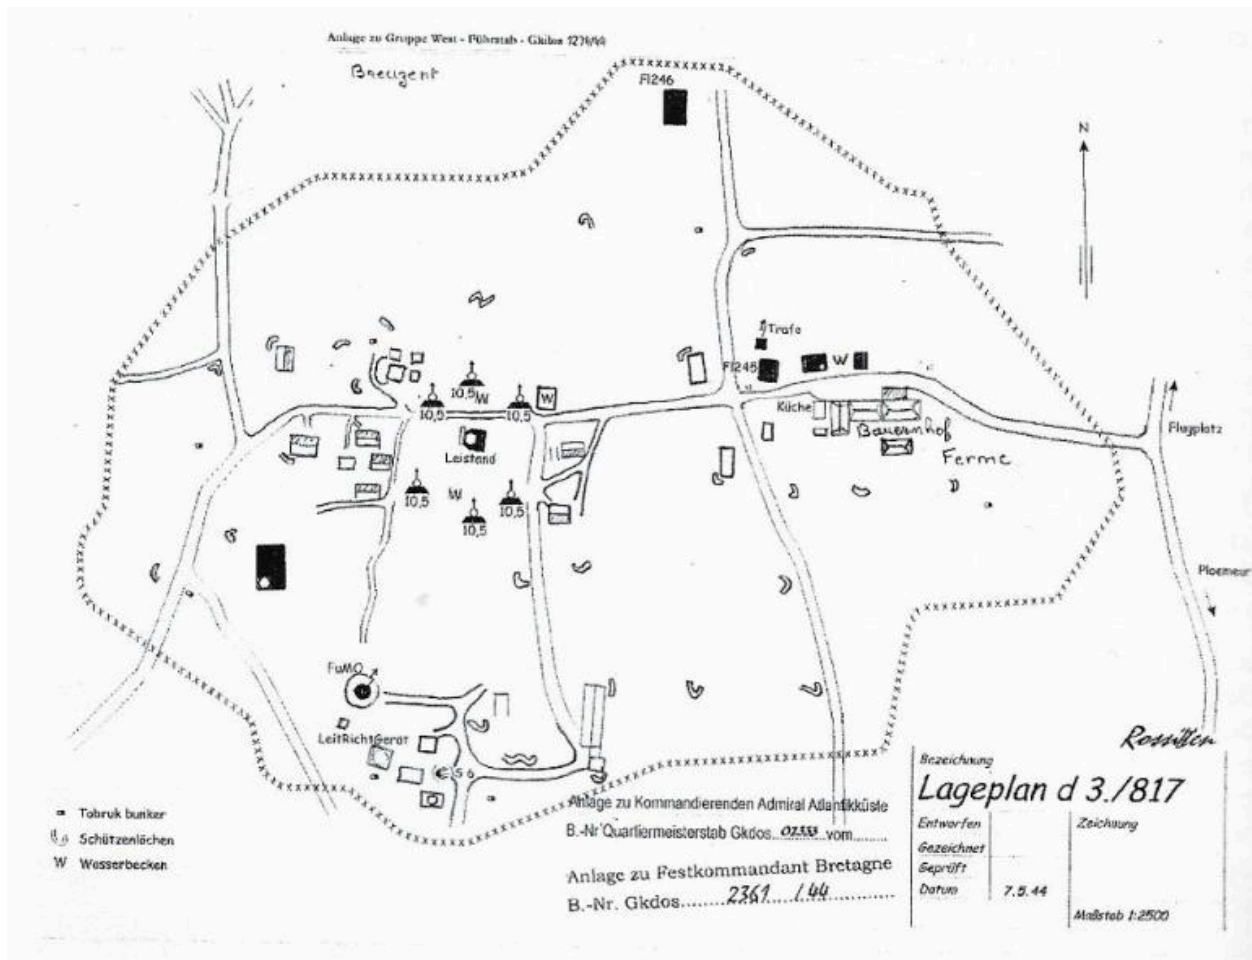 Anlage zu Gruppe West - Führstab - Gkdos 1276/44
Breuzent
Fl246
N
Trafo
Fl245
W
10,5
W
10,5
10,5
W
Küche
Bauernhof
Ferme
Flugplatz
Leistand
10,5
W
10,5
10,5
Ploemeur
FuMO
LeitRichtGerät
S6
Rossitten
Tobruk bunker
Schützenlöchen
W Wasserbecken
Anlage zu Kommandierenden Admiral Atlantikküste
B.-Nr Quartiermeisterstab Gkdos. 02333 vom........
Anlage zu Festkommandant Bretagne
B.-Nr. Gkdos......2361 / 44..........
Bezeichnung
Lageplan d 3./817
Entworfen
Gezeichnet
Geprüft
Datum 7.5.44
Zeichnung
Maßstab 1:2500